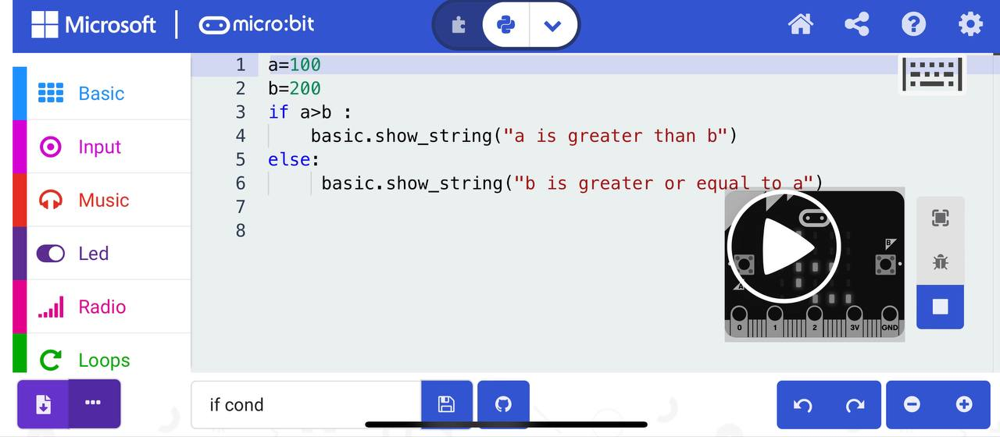 Microsoft
micro:bit
Basic
Input
Music
Led
Radio
Loops
1 a=100
2 b=200
3 if a>b :
4     basic.show_string("a is greater than b")
5 else:
6      basic.show_string("b is greater or equal to a")
7
8
B
A
0 1 2 3V GND
if cond